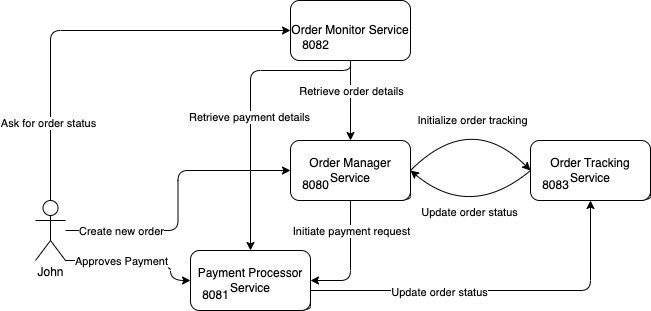 Order Monitor Service
8082
Retrieve order details
Retrieve payment details
Ask for order status
Initialize order tracking
Order Manager
8080 Service
Order Tracking
Service
8083
Update order status
Create new order
Initiate payment request
Approves Payment
John
Payment Processor
Service
8081
Update order status